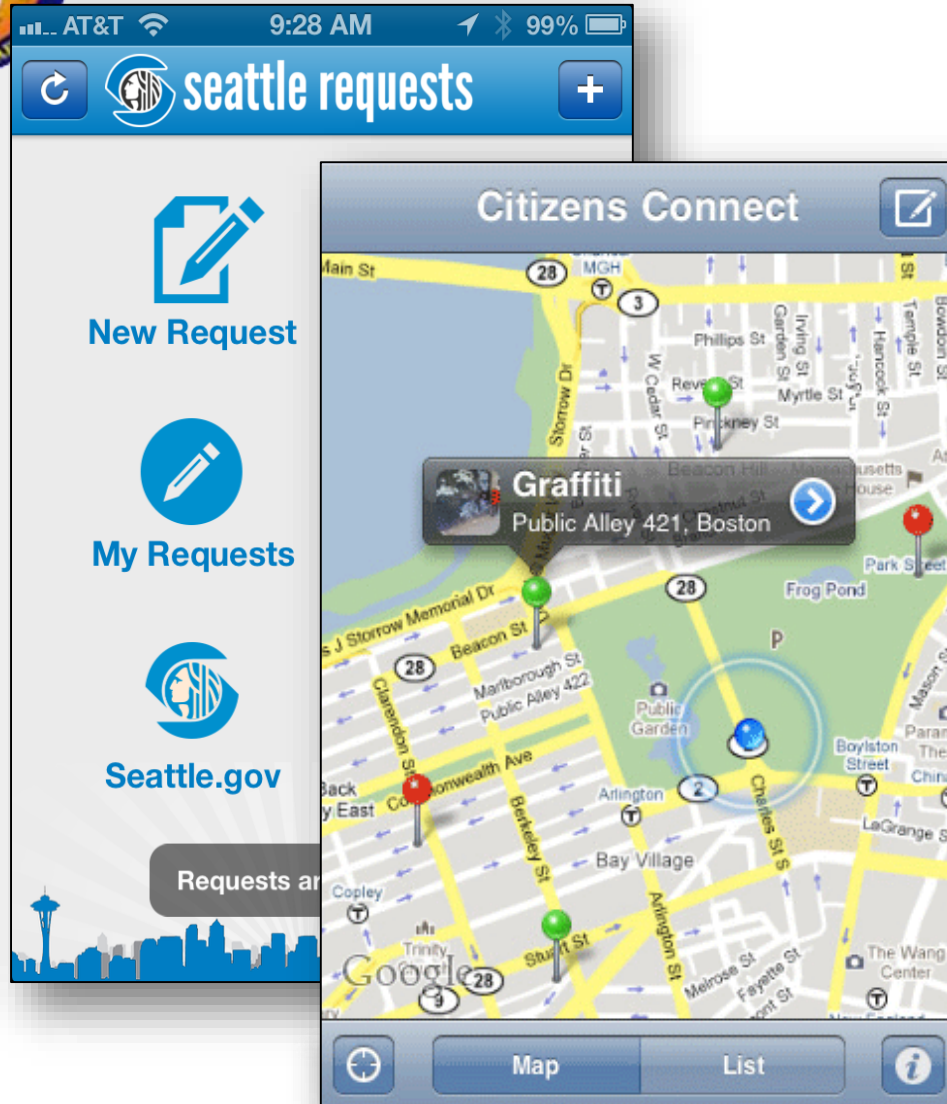 AT&T 9:28 AM 99%
seattle requests
+
New Request
My Requests
Seattle.gov
Requests
Citizens Connect
Main St
28
MGH
T
3
Phillips St
Garden St
Irving St
Temple St
Bowdoin St
Hancock St
W Cedar St
Myrtle St
Storrow Dr
Pinckney St
Graffiti
Public Alley 421, Boston
Beacon Hill
Park Street
Frog Pond
28
P
s J Storrow Memorial Dr
Beacon St
28
Marlborough St
Public Alley 422
Clarendon St
Public
Garden
Mason St
Boylston
Street
T
Back
y East
Commonwealth Ave
Arlington
T
2
Charles St S
LaGrange S
Berkeley St
Bay Village
Copley
T
Arlington St
Trinity
Stuart St
Google
28
9
Melrose St
Fayette St
The Wang
Center
T
Map
List
i